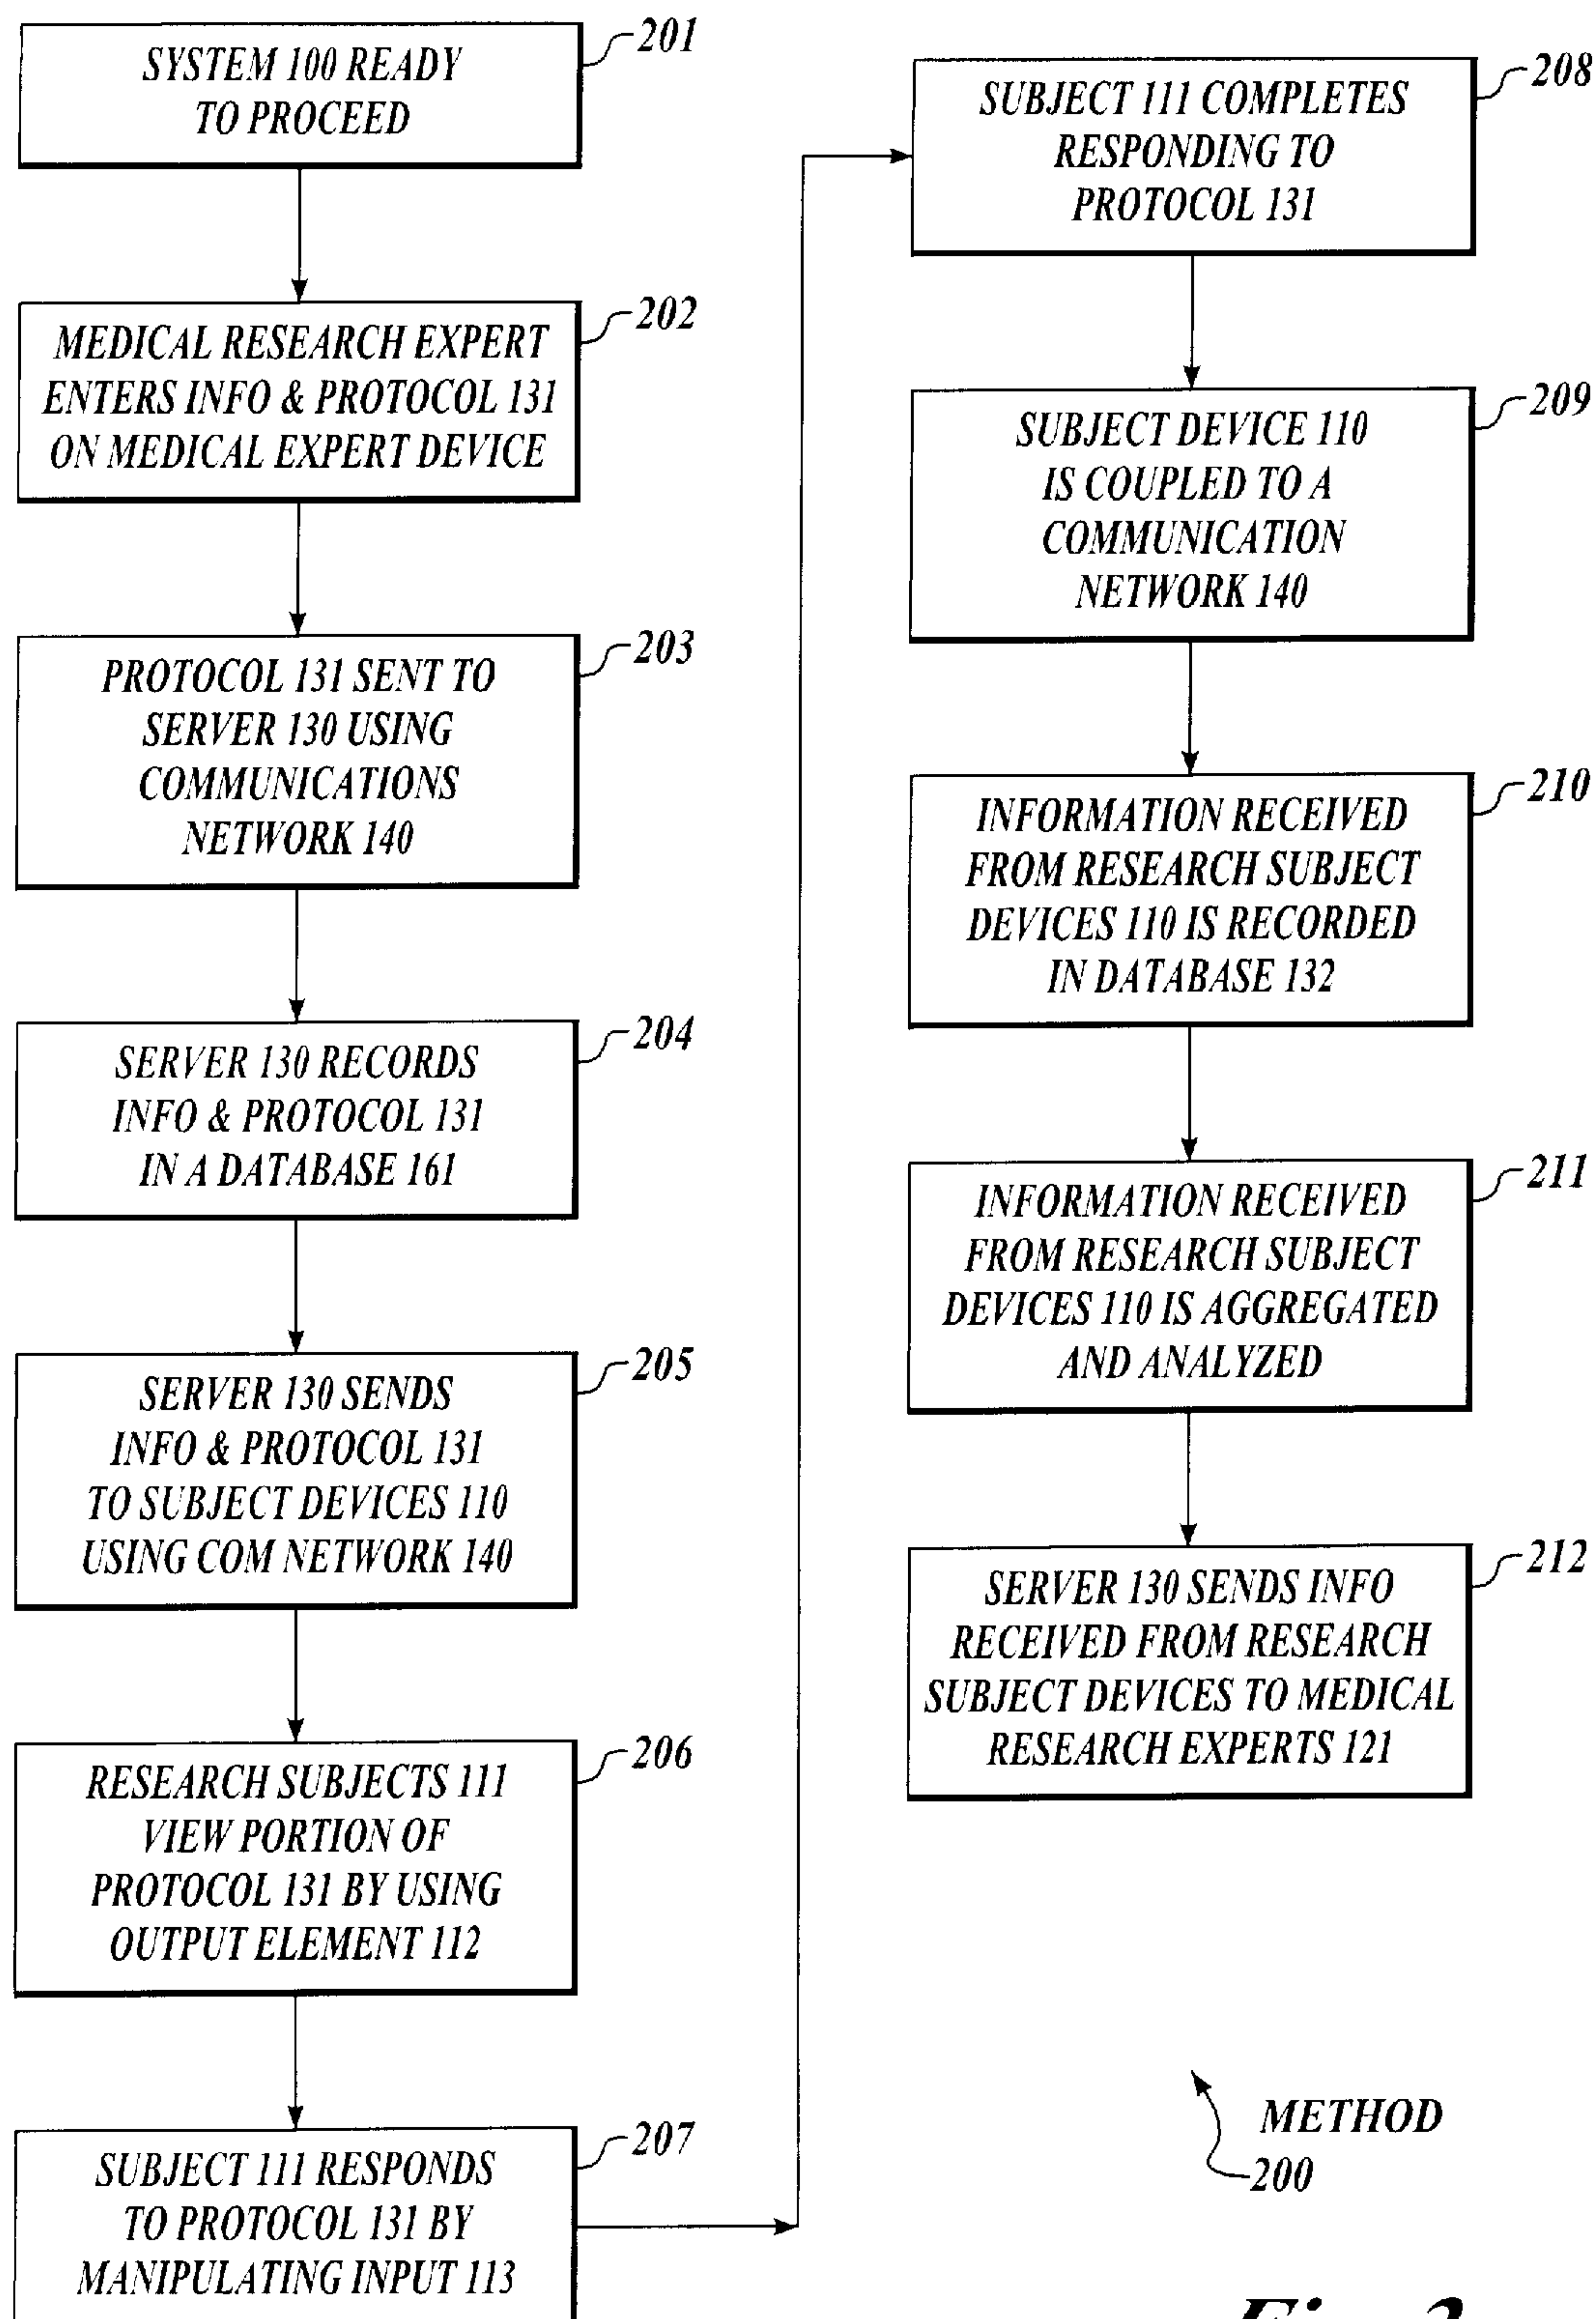 201
SYSTEM 100 READY
TO PROCEED
202
MEDICAL RESEARCH EXPERT
ENTERS INFO & PROTOCOL 131
ON MEDICAL EXPERT DEVICE
203
PROTOCOL 131 SENT TO
SERVER 130 USING
COMMUNICATIONS
NETWORK 140
204
SERVER 130 RECORDS
INFO & PROTOCOL 131
IN A DATABASE 161
205
SERVER 130 SENDS
INFO & PROTOCOL 131
TO SUBJECT DEVICES 110
USING COM NETWORK 140
206
RESEARCH SUBJECTS 111
VIEW PORTION OF
PROTOCOL 131 BY USING
OUTPUT ELEMENT 112
207
SUBJECT 111 RESPONDS
TO PROTOCOL 131 BY
MANIPULATING INPUT 113
208
SUBJECT 111 COMPLETES
RESPONDING TO
PROTOCOL 131
209
SUBJECT DEVICE 110
IS COUPLED TO A
COMMUNICATION
NETWORK 140
210
INFORMATION RECEIVED
FROM RESEARCH SUBJECT
DEVICES 110 IS RECORDED
IN DATABASE 132
211
INFORMATION RECEIVED
FROM RESEARCH SUBJECT
DEVICES 110 IS AGGREGATED
AND ANALYZED
212
SERVER 130 SENDS INFO
RECEIVED FROM RESEARCH
SUBJECT DEVICES TO MEDICAL
RESEARCH EXPERTS 121
METHOD
200